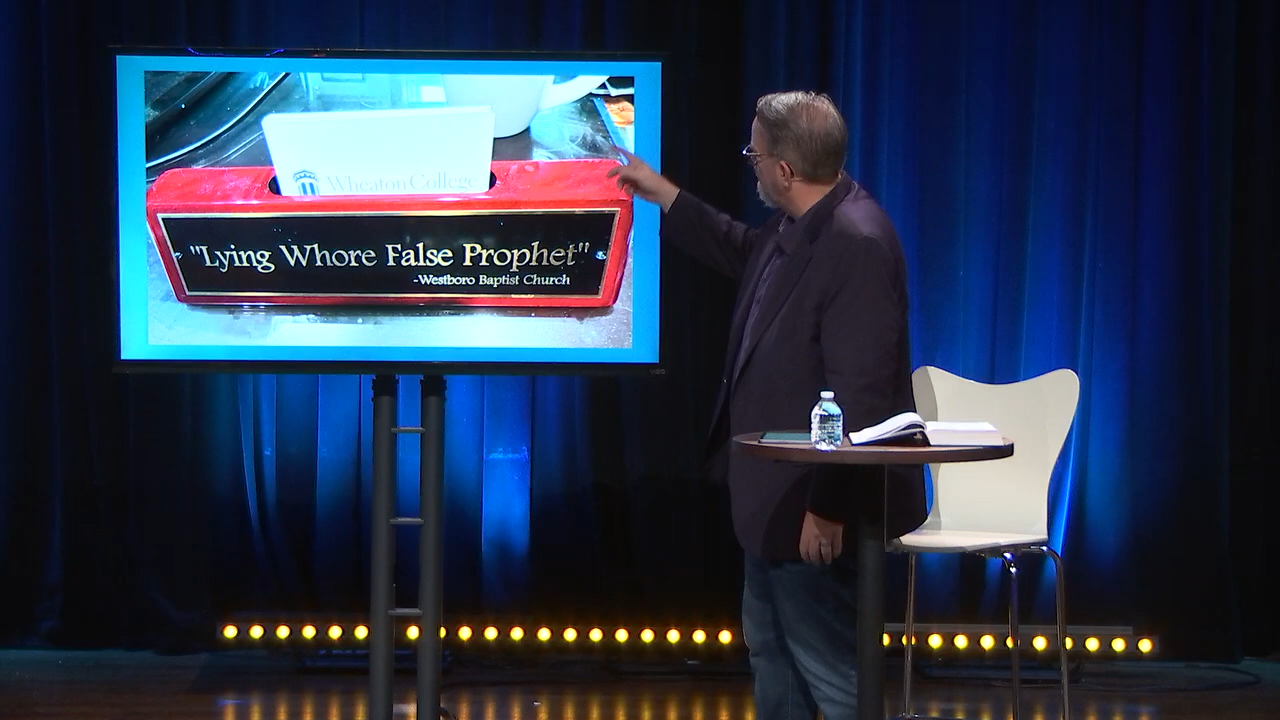 Wheaton College
"Lying Whore False Prophet"
-Westboro Baptist Church